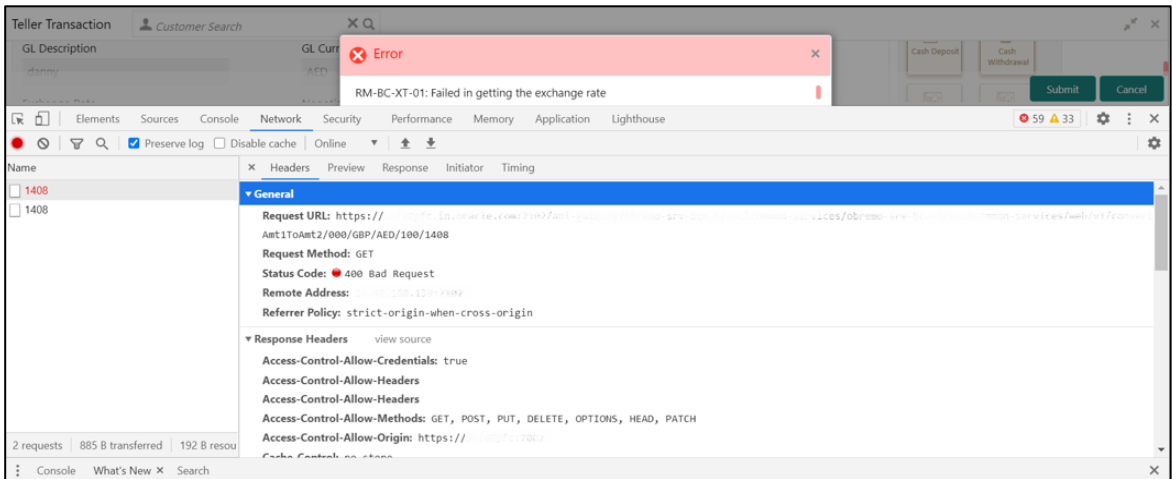 Teller Transaction Customer Search
GL Description GL Curr Error Cash Deposit Cash Withdrawal
danny AED
RM-BC-XT-01: Failed in getting the exchange rate Submit Cancel
Elements Sources Console Network Security Performance Memory Application Lighthouse 59 33
Preserve log Disable cache Online
Name Headers Preview Response Initiator Timing
1408
1408
General
Request URL: https://
Amt1ToAmt2/000/GBP/AED/100/1408
Request Method: GET
Status Code: 400 Bad Request
Remote Address:
Referrer Policy: strict-origin-when-cross-origin
Response Headers view source
Access-Control-Allow-Credentials: true
Access-Control-Allow-Headers
Access-Control-Allow-Headers
Access-Control-Allow-Methods: GET, POST, PUT, DELETE, OPTIONS, HEAD, PATCH
Access-Control-Allow-Origin: https://
2 requests 885 B transferred 192 B resou
Console What's New Search